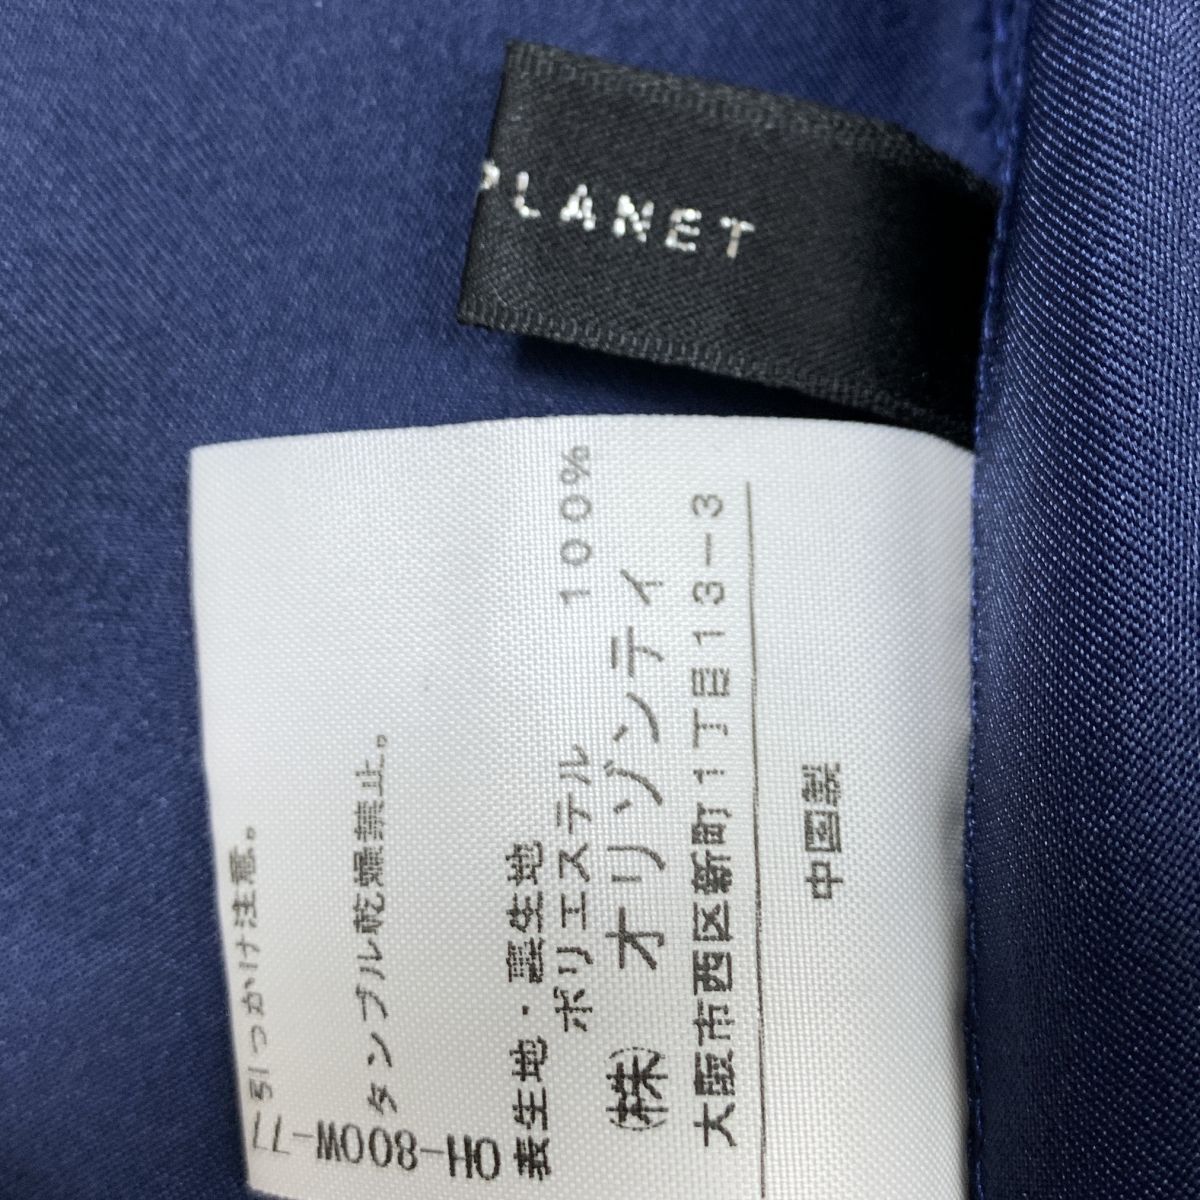 PLANET
引っかけ注意。
タンブル乾燥禁止。
OH-800W-77
表生地・裏生地
ポリエステル 100%
(株) オリゾンティ
大阪市西区新町1丁目13-3
中国製